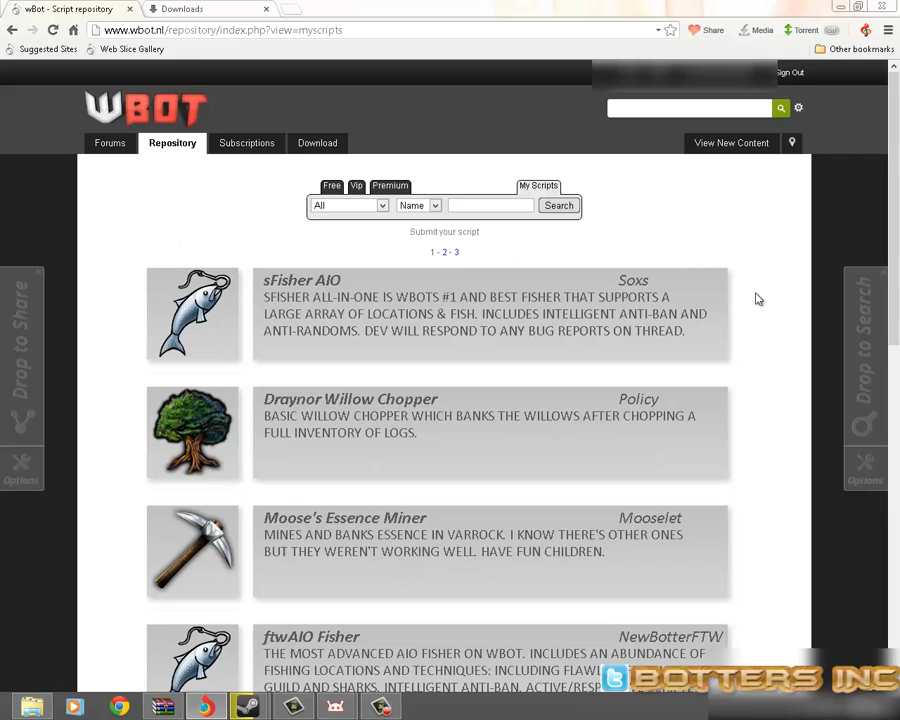 wBot - Script repository
Downloads
www.wbot.nl/repository/index.php?view=myscripts
Share
Media
Torrent
Suggested Sites
Web Slice Gallery
Other bookmarks
Sign Out
WBOT
Forums
Repository
Subscriptions
Download
View New Content
Free
Vip
Premium
My Scripts
All
Name
Search
Submit your script
1 - 2 - 3
Drop to Share
Options
Drop to Search
Options
sFisher AIO
Soxs
SFISHER ALL-IN-ONE IS WBOTS #1 AND BEST FISHER THAT SUPPORTS A
LARGE ARRAY OF LOCATIONS & FISH. INCLUDES INTELLIGENT ANTI-BAN AND
ANTI-RANDOMS. DEV WILL RESPOND TO ANY BUG REPORTS ON THREAD.
Draynor Willow Chopper
Policy
BASIC WILLOW CHOPPER WHICH BANKS THE WILLOWS AFTER CHOPPING A
FULL INVENTORY OF LOGS.
Moose's Essence Miner
Mooselet
MINES AND BANKS ESSENCE IN VARROCK. I KNOW THERE'S OTHER ONES
BUT THEY WEREN'T WORKING WELL. HAVE FUN CHILDREN.
ftwAIO Fisher
NewBotterFTW
THE MOST ADVANCED AIO FISHER ON WBOT. INCLUDES AN ABUNDANCE OF
FISHING LOCATIONS AND TECHNIQUES: INCLUDING
GUILD AND SHARKS. INTELLIGENT ANTI-BAN,
BOTTERS INC